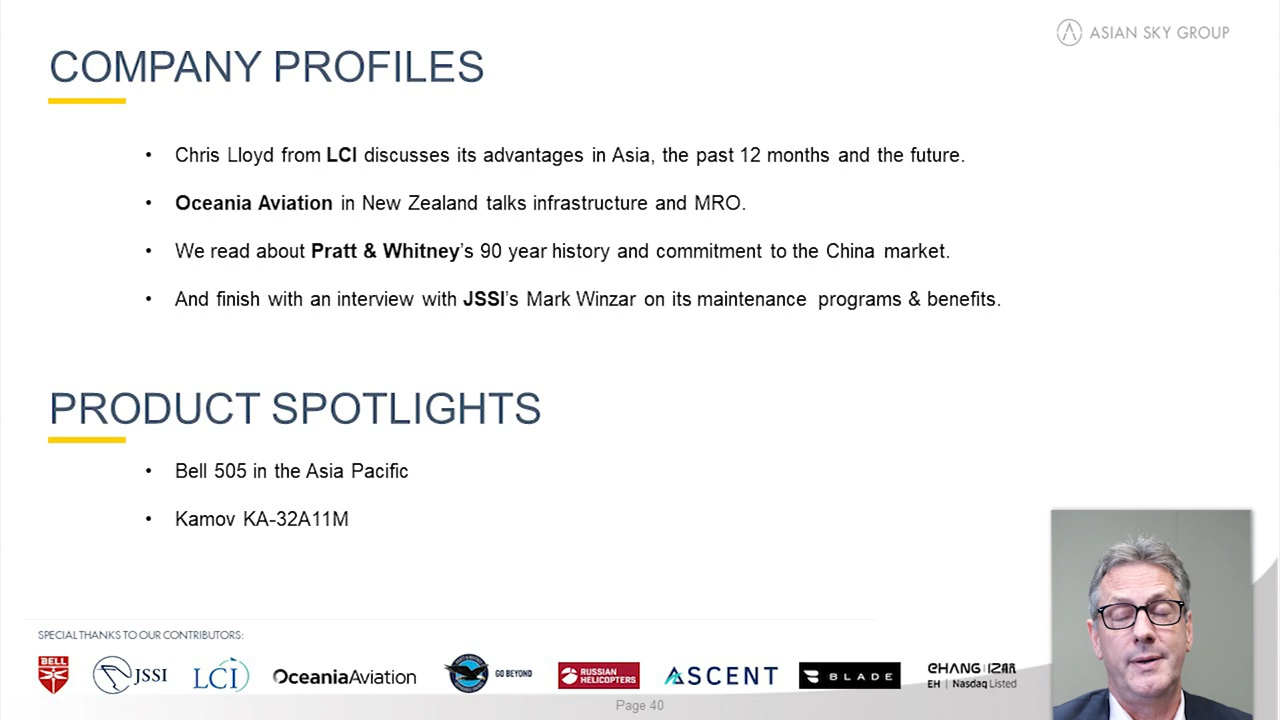 ASIAN SKY GROUP
COMPANY PROFILES
• Chris Lloyd from LCI discusses its advantages in Asia, the past 12 months and the future.
• Oceania Aviation in New Zealand talks infrastructure and MRO.
• We read about Pratt & Whitney’s 90 year history and commitment to the China market.
• And finish with an interview with JSSI’s Mark Winzar on its maintenance programs & benefits.
PRODUCT SPOTLIGHTS
• Bell 505 in the Asia Pacific
• Kamov KA-32A11M
SPECIAL THANKS TO OUR CONTRIBUTORS:
BELL JSSI LCI OceaniaAviation GO BEYOND RUSSIAN HELICOPTERS ASCENT BLADE EHANG 亿航
EH | Nasdaq Listed
Page 40